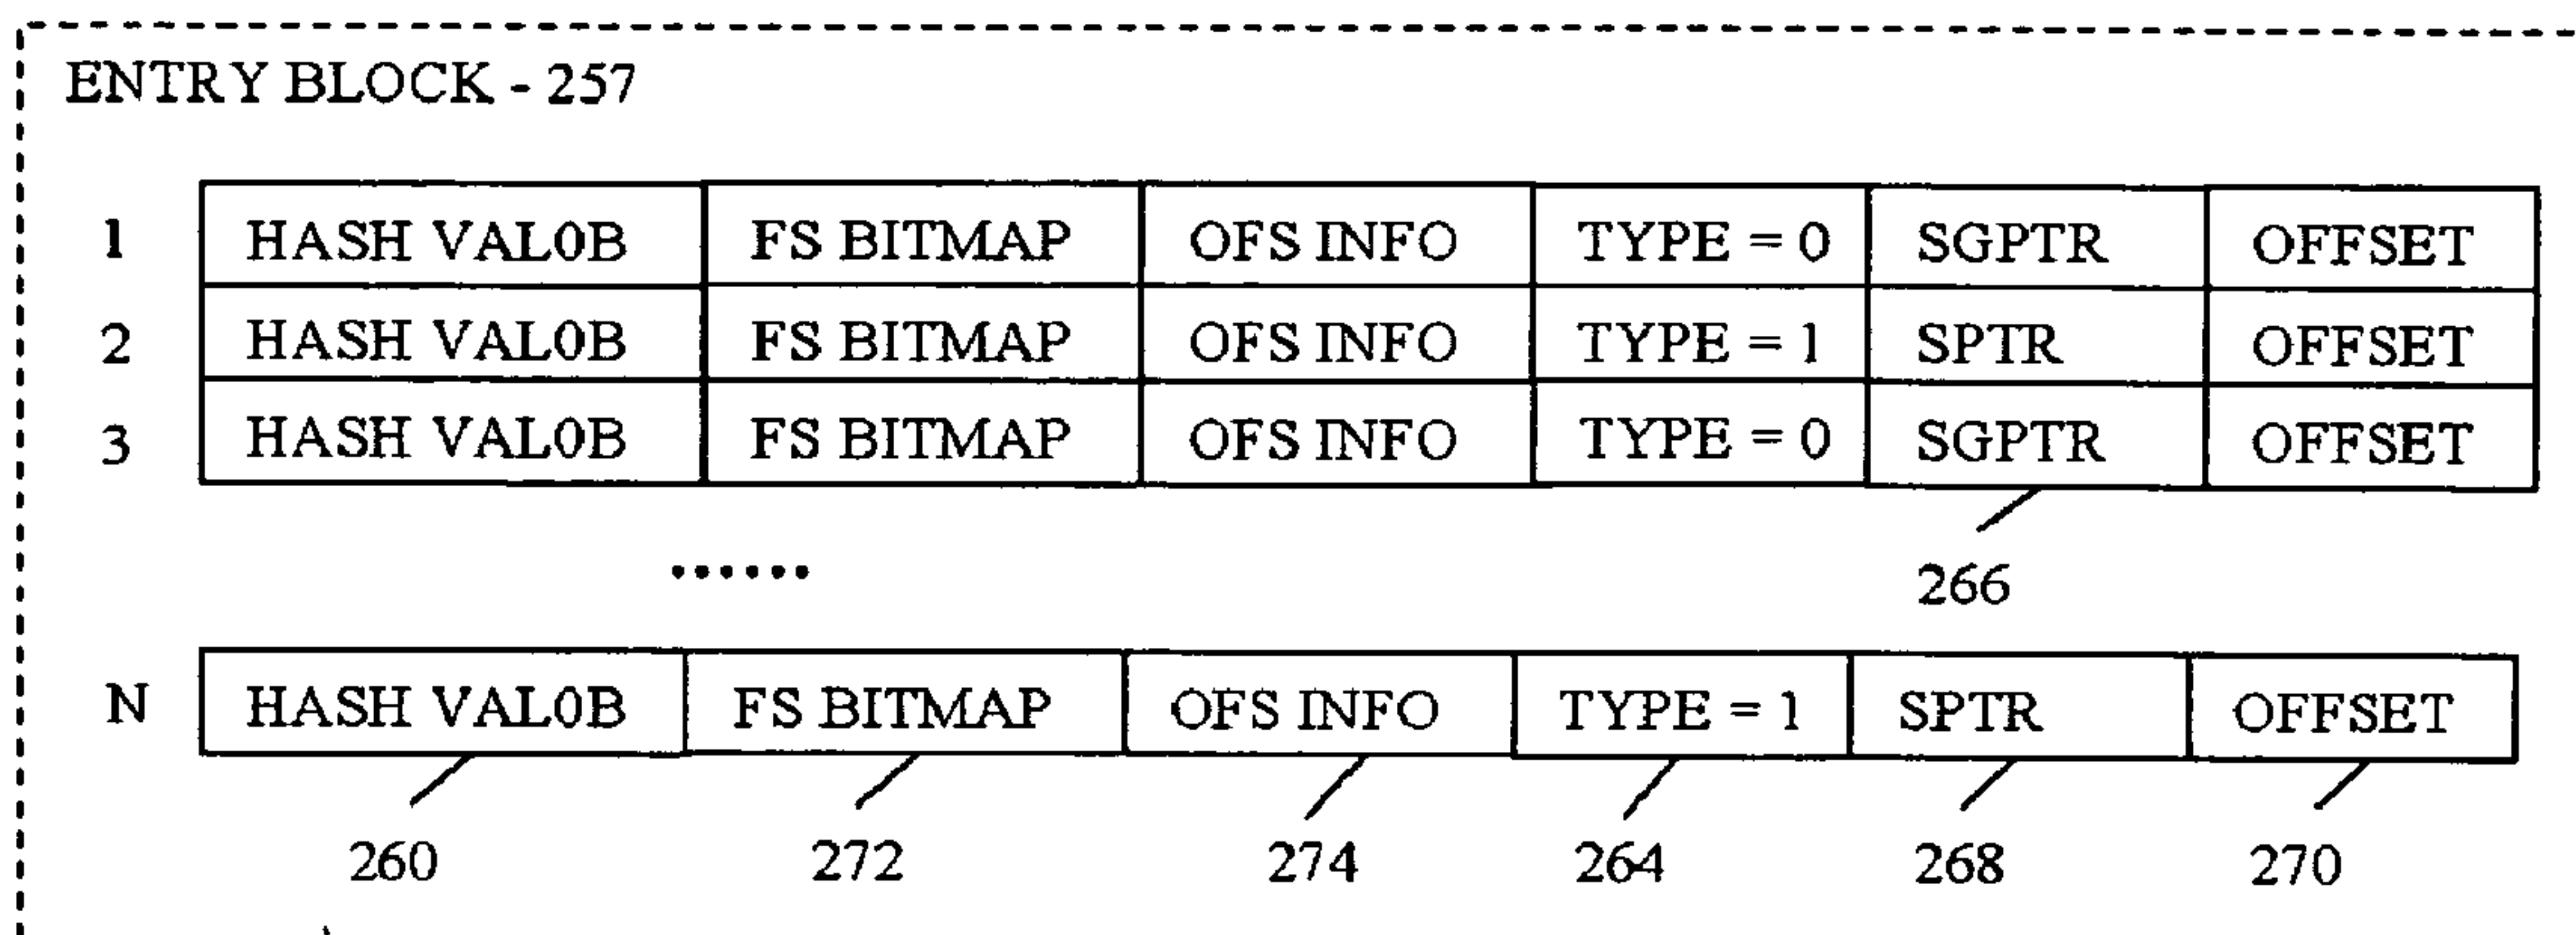 ENTRY BLOCK - 257
1 HASH VAL0B FS BITMAP OFS INFO TYPE = 0 SGPTR OFFSET
2 HASH VAL0B FS BITMAP OFS INFO TYPE = 1 SPTR OFFSET
3 HASH VAL0B FS BITMAP OFS INFO TYPE = 0 SGPTR OFFSET
266
......
N HASH VAL0B FS BITMAP OFS INFO TYPE = 1 SPTR OFFSET
260 272 274 264 268 270